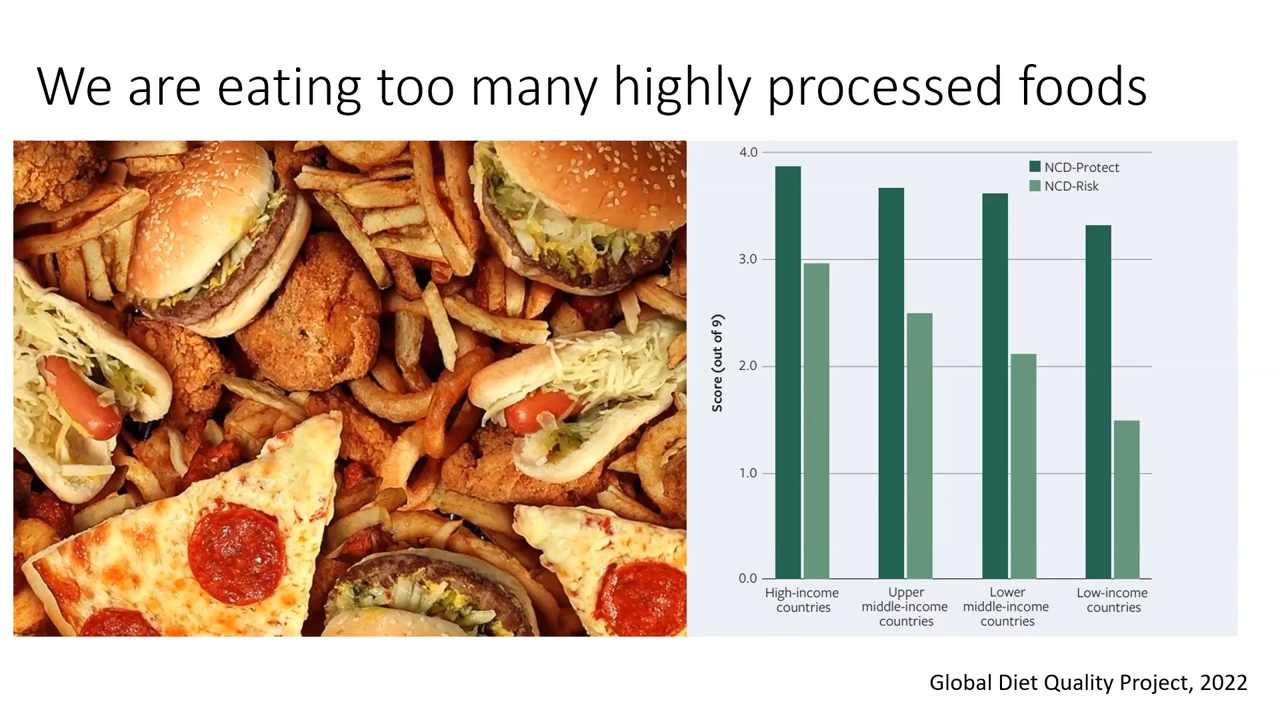 We are eating too many highly processed foods
4.0
NCD-Protect
NCD-Risk
3.0
2.0
1.0
0.0
Score (out of 9)
High-income
countries
Upper
middle-income
countries
Lower
middle-income
countries
Low-income
countries
Global Diet Quality Project, 2022